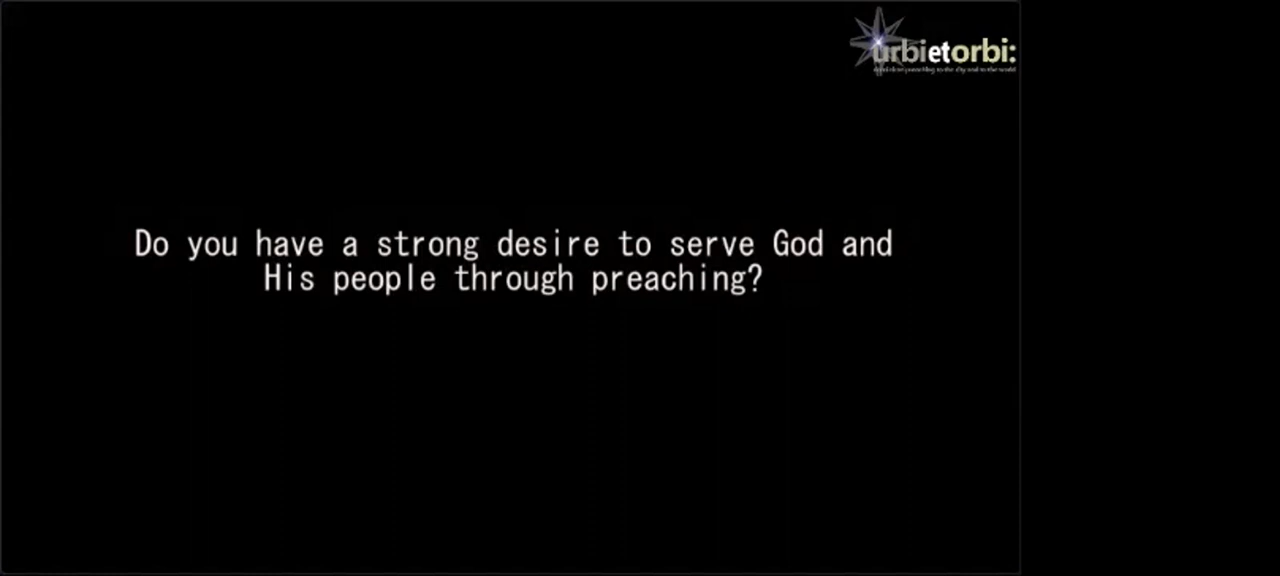 urbietorbi:
Do you have a strong desire to serve God and
His people through preaching?